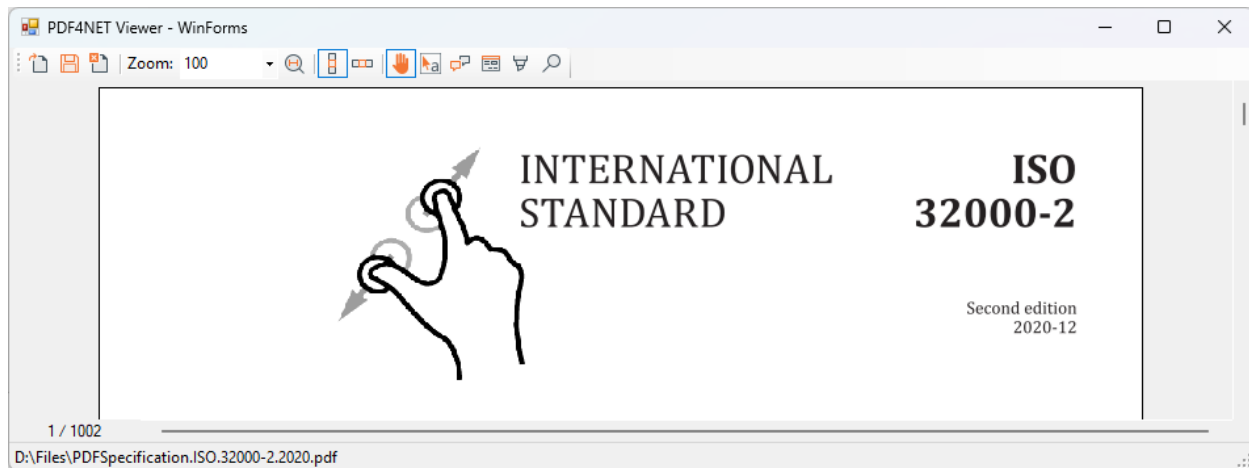 PDF4NET Viewer - WinForms
Zoom: 100
a
INTERNATIONAL
STANDARD
ISO
32000-2
Second edition
2020-12
1 / 1002
D:\Files\PDFSpecification.ISO.32000-2.2020.pdf